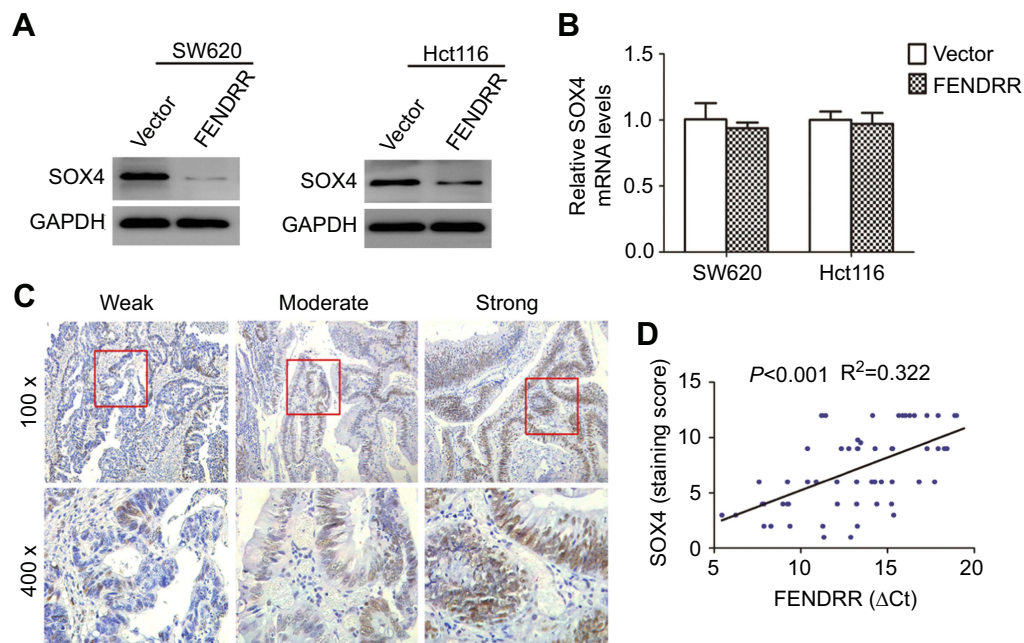 A
SW620
Vector
FENDRR
SOX4
GAPDH
Hct116
Vector
FENDRR
SOX4
GAPDH
B
Relative SOX4
mRNA levels
1.5
1.0
0.5
0.0
SW620
Hct116
Vector
FENDRR
C
Weak
Moderate
Strong
100 x
400 x
D
P<0.001 R²=0.322
SOX4 (staining score)
15
10
5
0
5
10
15
20
FENDRR (ΔCt)